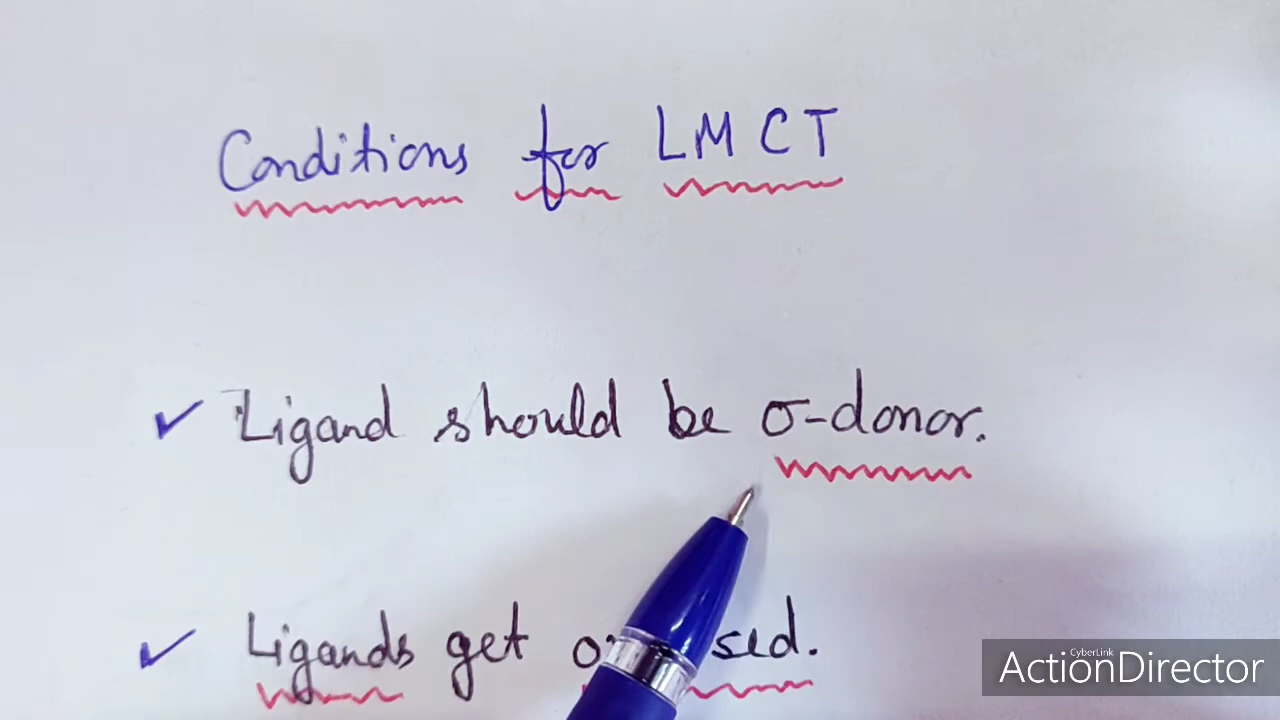 Conditions for LMCT
Ligand should be σ-donor.
Ligands get
CyberLink
ActionDirector